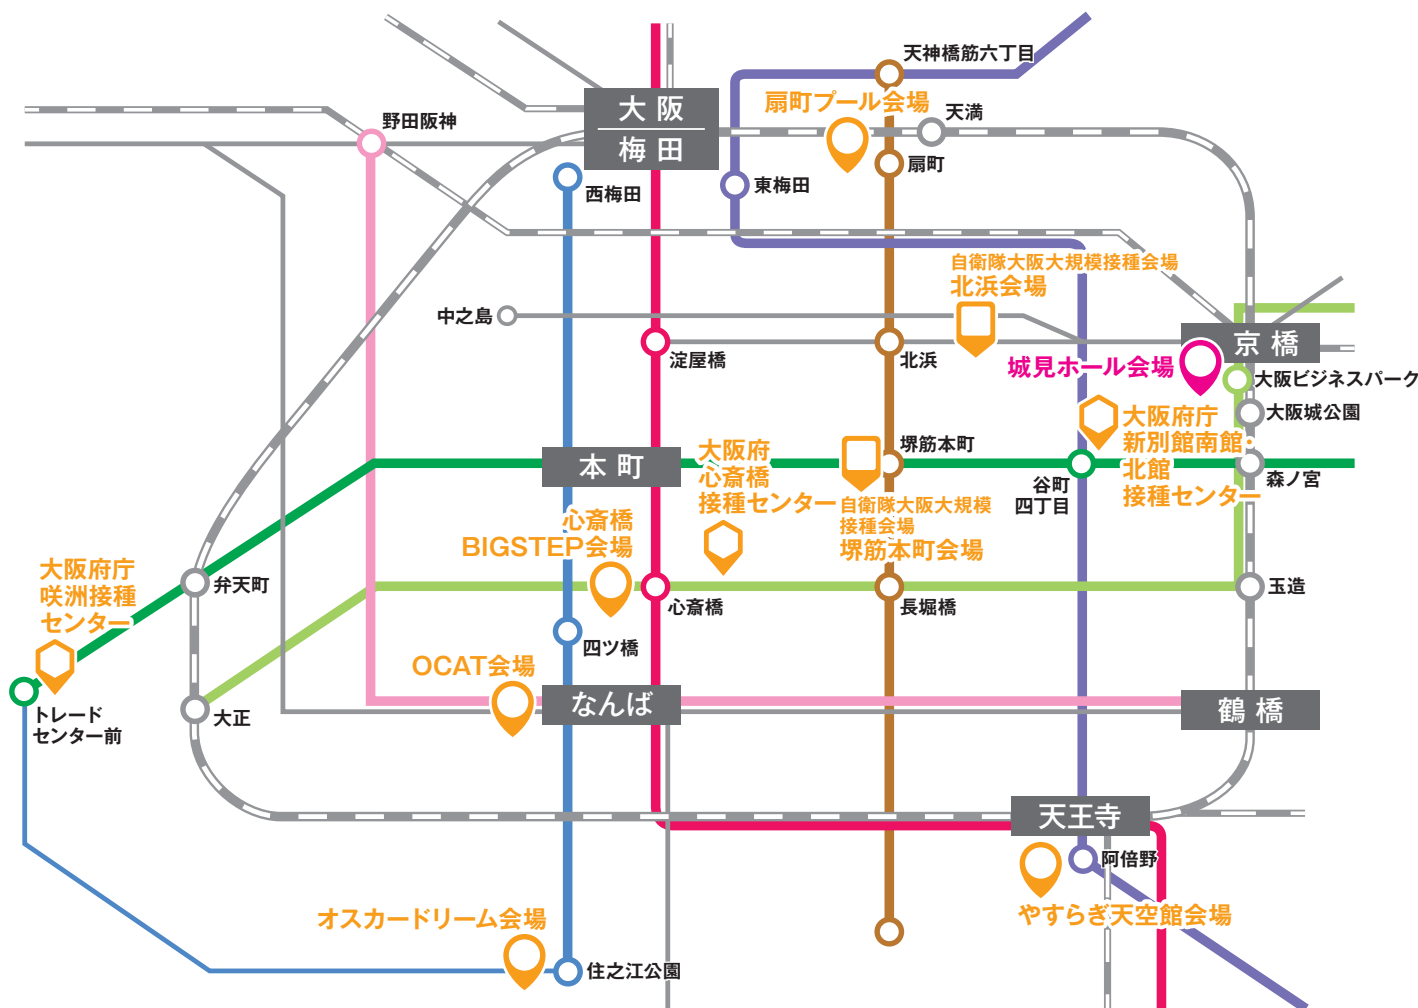 天神橋筋六丁目
大阪
梅田
扇町プール会場
天満
野田阪神
扇町
西梅田
東梅田
自衛隊大阪大規模接種会場
北浜会場
中之島
淀屋橋
北浜
京橋
城見ホール会場
大阪ビジネスパーク
大阪城公園
大阪府庁
新別館南館・
北館
接種センター
本町
大阪府
心斎橋
接種センター
堺筋本町
自衛隊大阪大規模
接種会場
堺筋本町会場
谷町
四丁目
森ノ宮
心斎橋
BIGSTEP会場
大阪府庁
咲洲接種
センター
弁天町
心斎橋
長堀橋
玉造
四ツ橋
OCAT会場
なんば
鶴橋
トレード
センター前
大正
天王寺
阿倍野
やすらぎ天空館会場
オスカードリーム会場
住之江公園